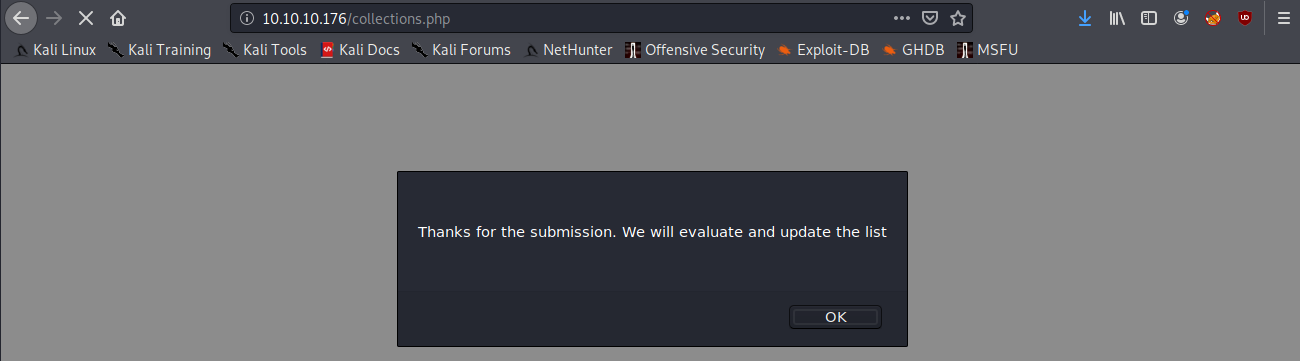 10.10.10.176/collections.php
Kali Linux Kali Training Kali Tools Kali Docs Kali Forums NetHunter Offensive Security Exploit-DB GHDB MSFU
Thanks for the submission. We will evaluate and update the list
OK